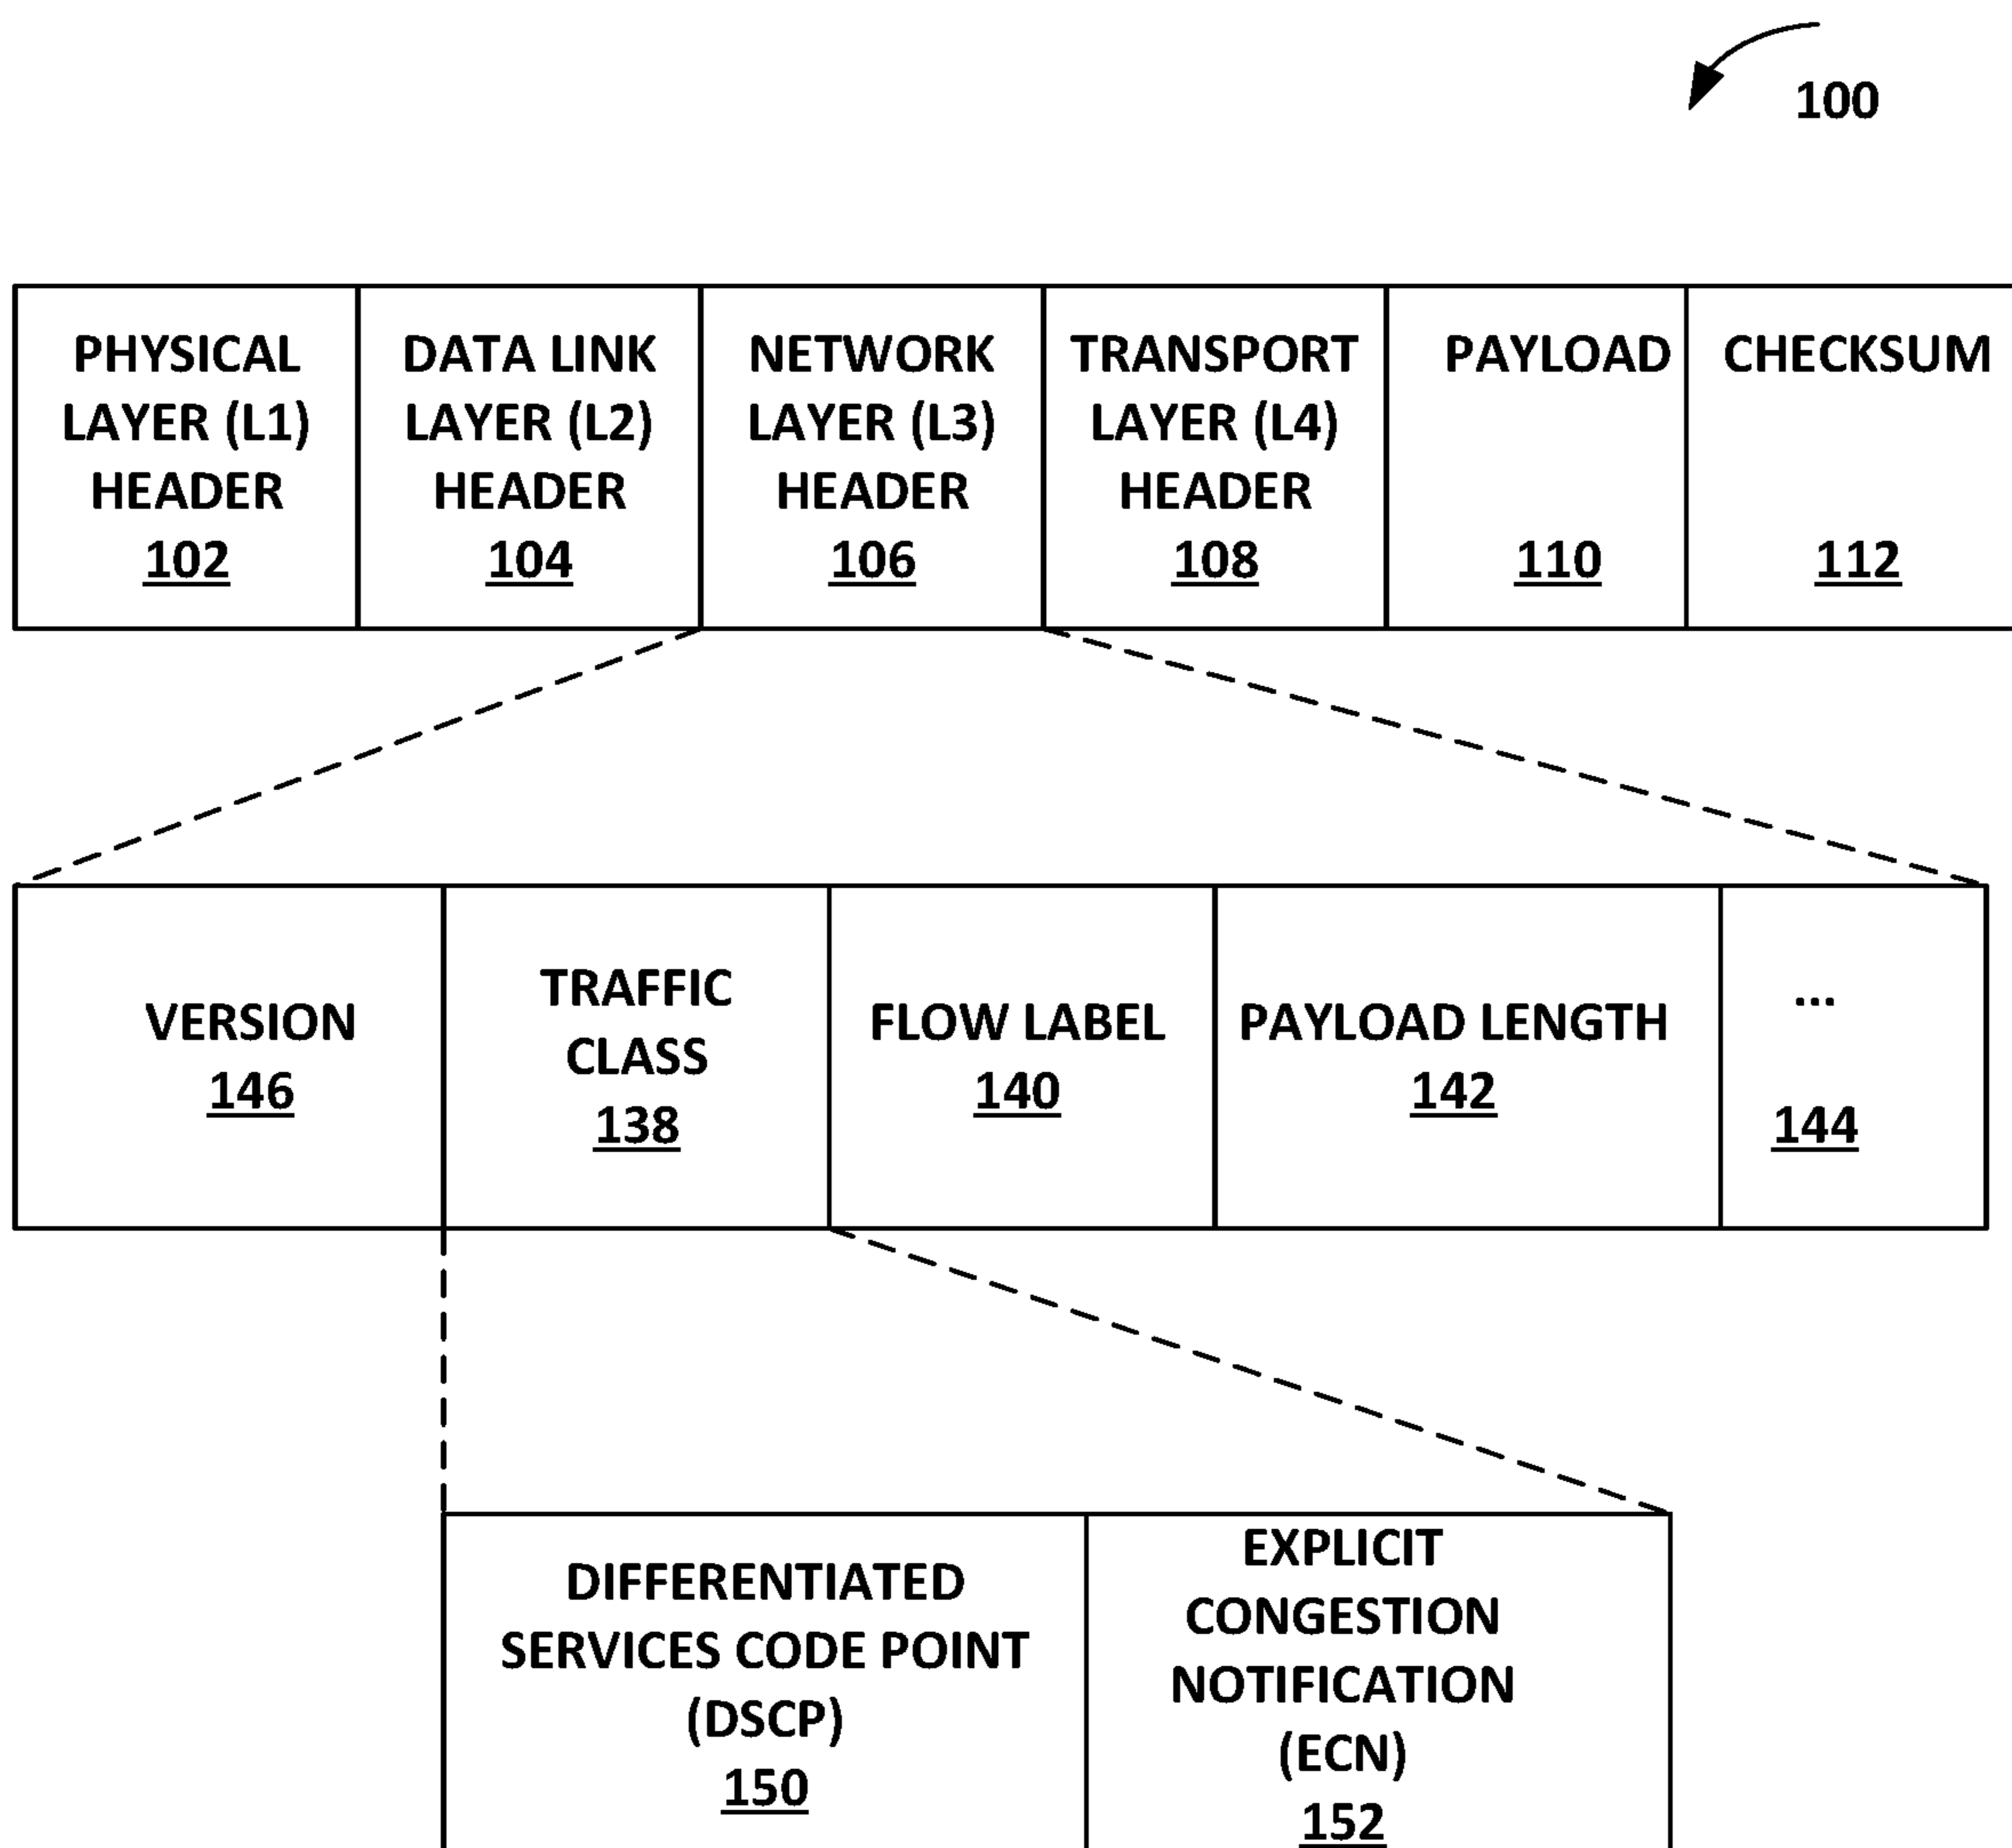 100
PHYSICAL
LAYER (L1)
HEADER
102
DATA LINK
LAYER (L2)
HEADER
104
NETWORK
LAYER (L3)
HEADER
106
TRANSPORT
LAYER (L4)
HEADER
108
PAYLOAD
110
CHECKSUM
112
VERSION
146
TRAFFIC
CLASS
138
FLOW LABEL
140
PAYLOAD LENGTH
142
...
144
DIFFERENTIATED
SERVICES CODE POINT
(DSCP)
150
EXPLICIT
CONGESTION
NOTIFICATION
(ECN)
152